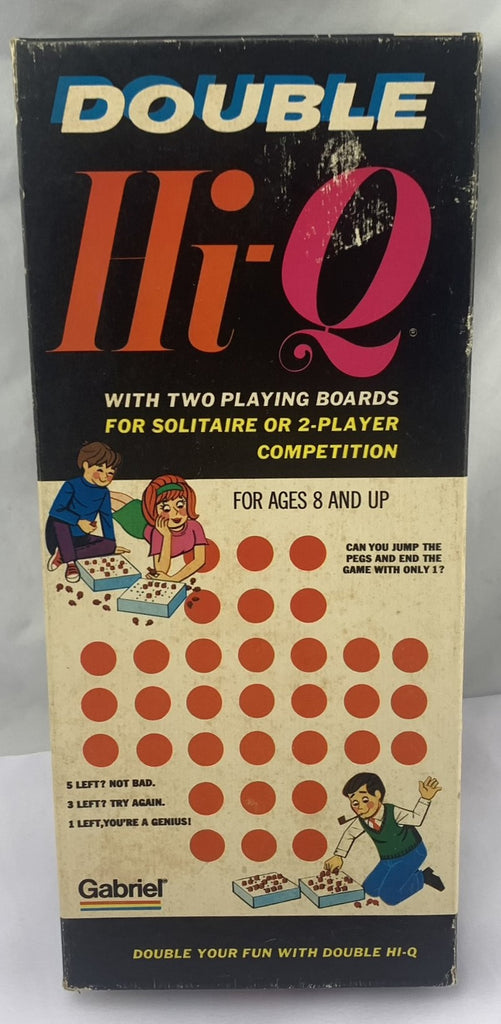 DOUBLE
Hi-Q®
WITH TWO PLAYING BOARDS
FOR SOLITAIRE OR 2-PLAYER
COMPETITION
FOR AGES 8 AND UP
CAN YOU JUMP THE
PEGS AND END THE
GAME WITH ONLY 1?
5 LEFT? NOT BAD.
3 LEFT? TRY AGAIN.
1 LEFT,YOU'RE A GENIUS!
Gabriel®
DOUBLE YOUR FUN WITH DOUBLE HI-Q